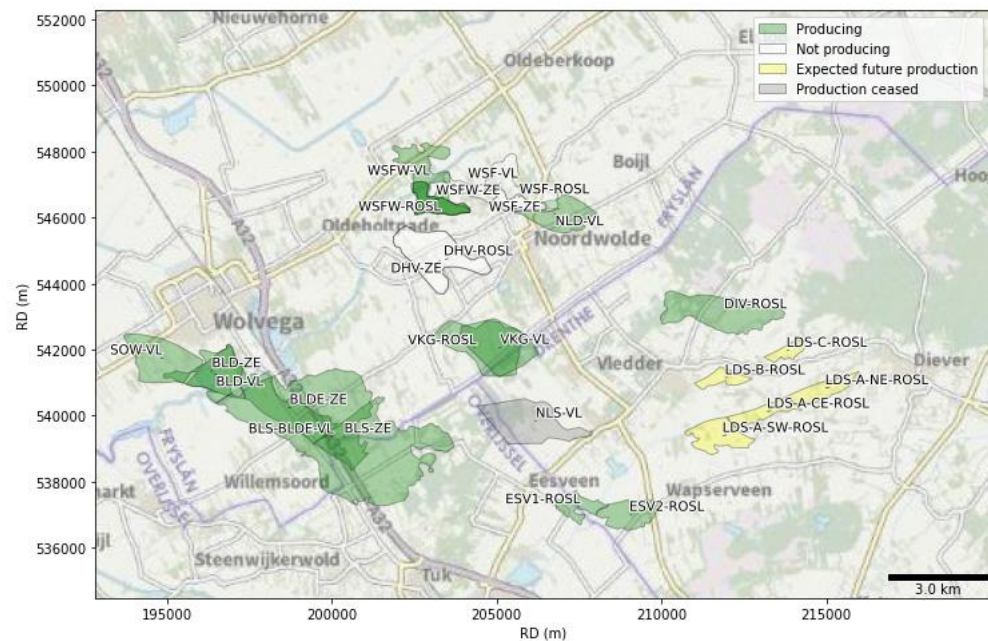 552000
550000
548000
546000
544000
542000
540000
538000
536000
RD (m)
195000
200000
205000
210000
215000
RD (m)
Producing
Not producing
Expected future production
Production ceased
Nieuwehorne
Oldeberkoop
A32
WSFW-VL
WSF-VL
Boijl
WSFW-ZE
WSF-ROSL
WSFW-ROSL
WSF-ZE
NLD-VL
FRYSLÂN
Oldeholtpade
Noordwolde
DHV-ROSL
DHV-ZE
A32
DIV-ROSL
Wolvega
DRENTHE
VKG-ROSL
VKG-VL
SOW-VL
LDS-C-ROSL
Vledder
Diever
BLD-ZE
LDS-B-ROSL
BLD-VL
LDS-A-NE-ROSL
A32
BLDE-ZE
LDS-A-CE-ROSL
NLS-VL
BLS-BLDE-VL
BLS-ZE
LDS-A-SW-ROSL
OVERIJSSEL
FRYSLÂN
OVERIJSSEL
Willemsoord
Eesveen
Wapserveen
ESV1-ROSL
ESV2-ROSL
A32
Steenwijkerwold
Tuk
3.0 km